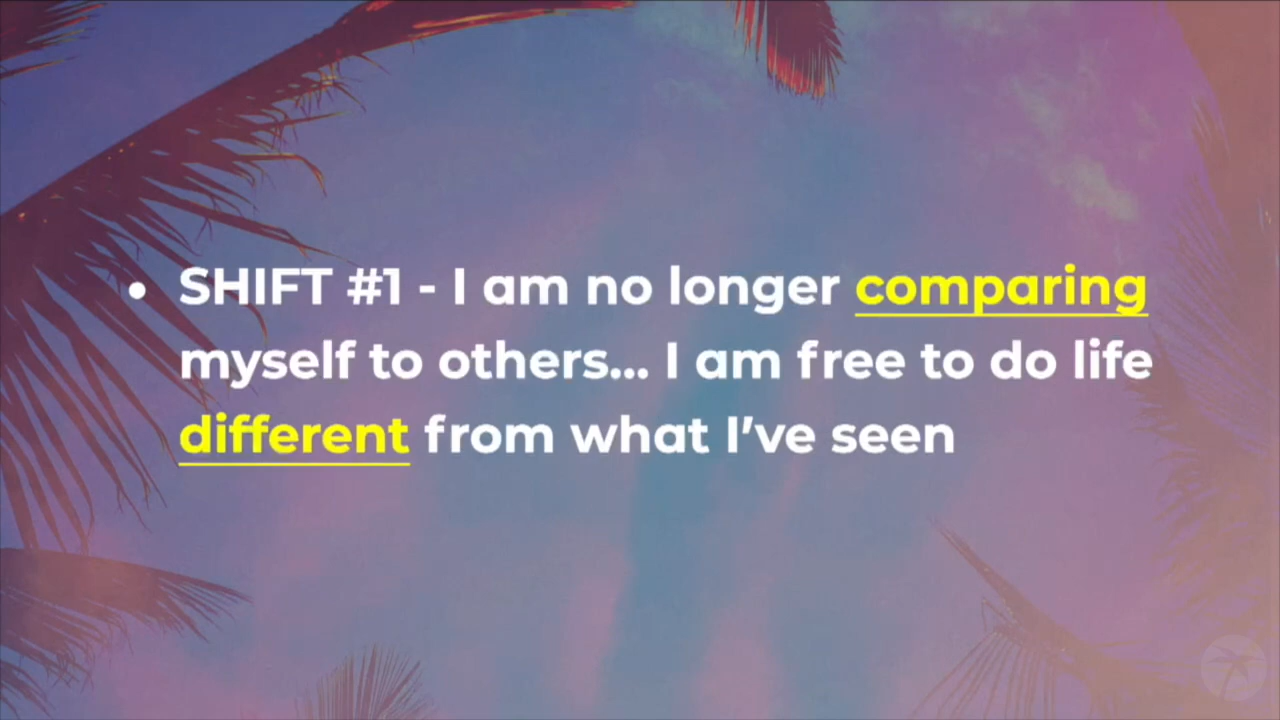 • SHIFT #1 - I am no longer comparing
myself to others... I am free to do life
different from what I've seen